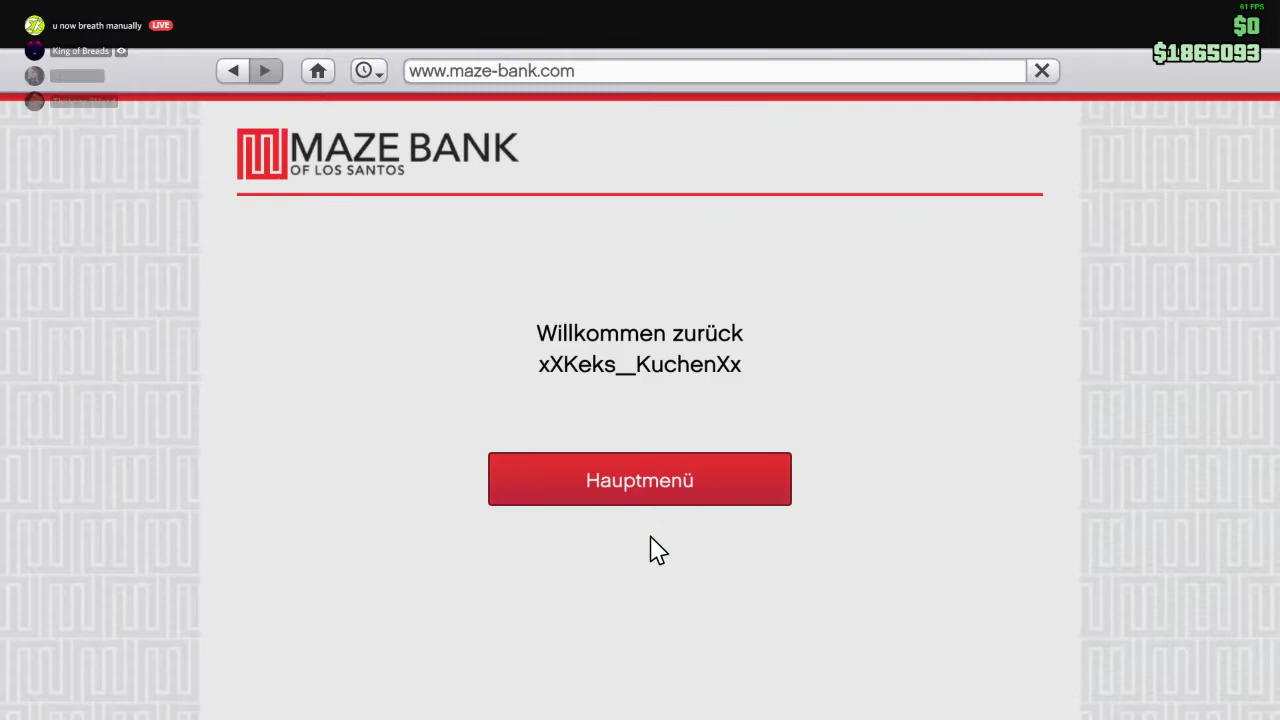 61 FPS
u now breath manually LIVE
$0
King of Breads
$1865093
www.maze-bank.com
MAZE BANK
OF LOS SANTOS
Willkommen zurück
xXKeks__KuchenXx
Hauptmenü